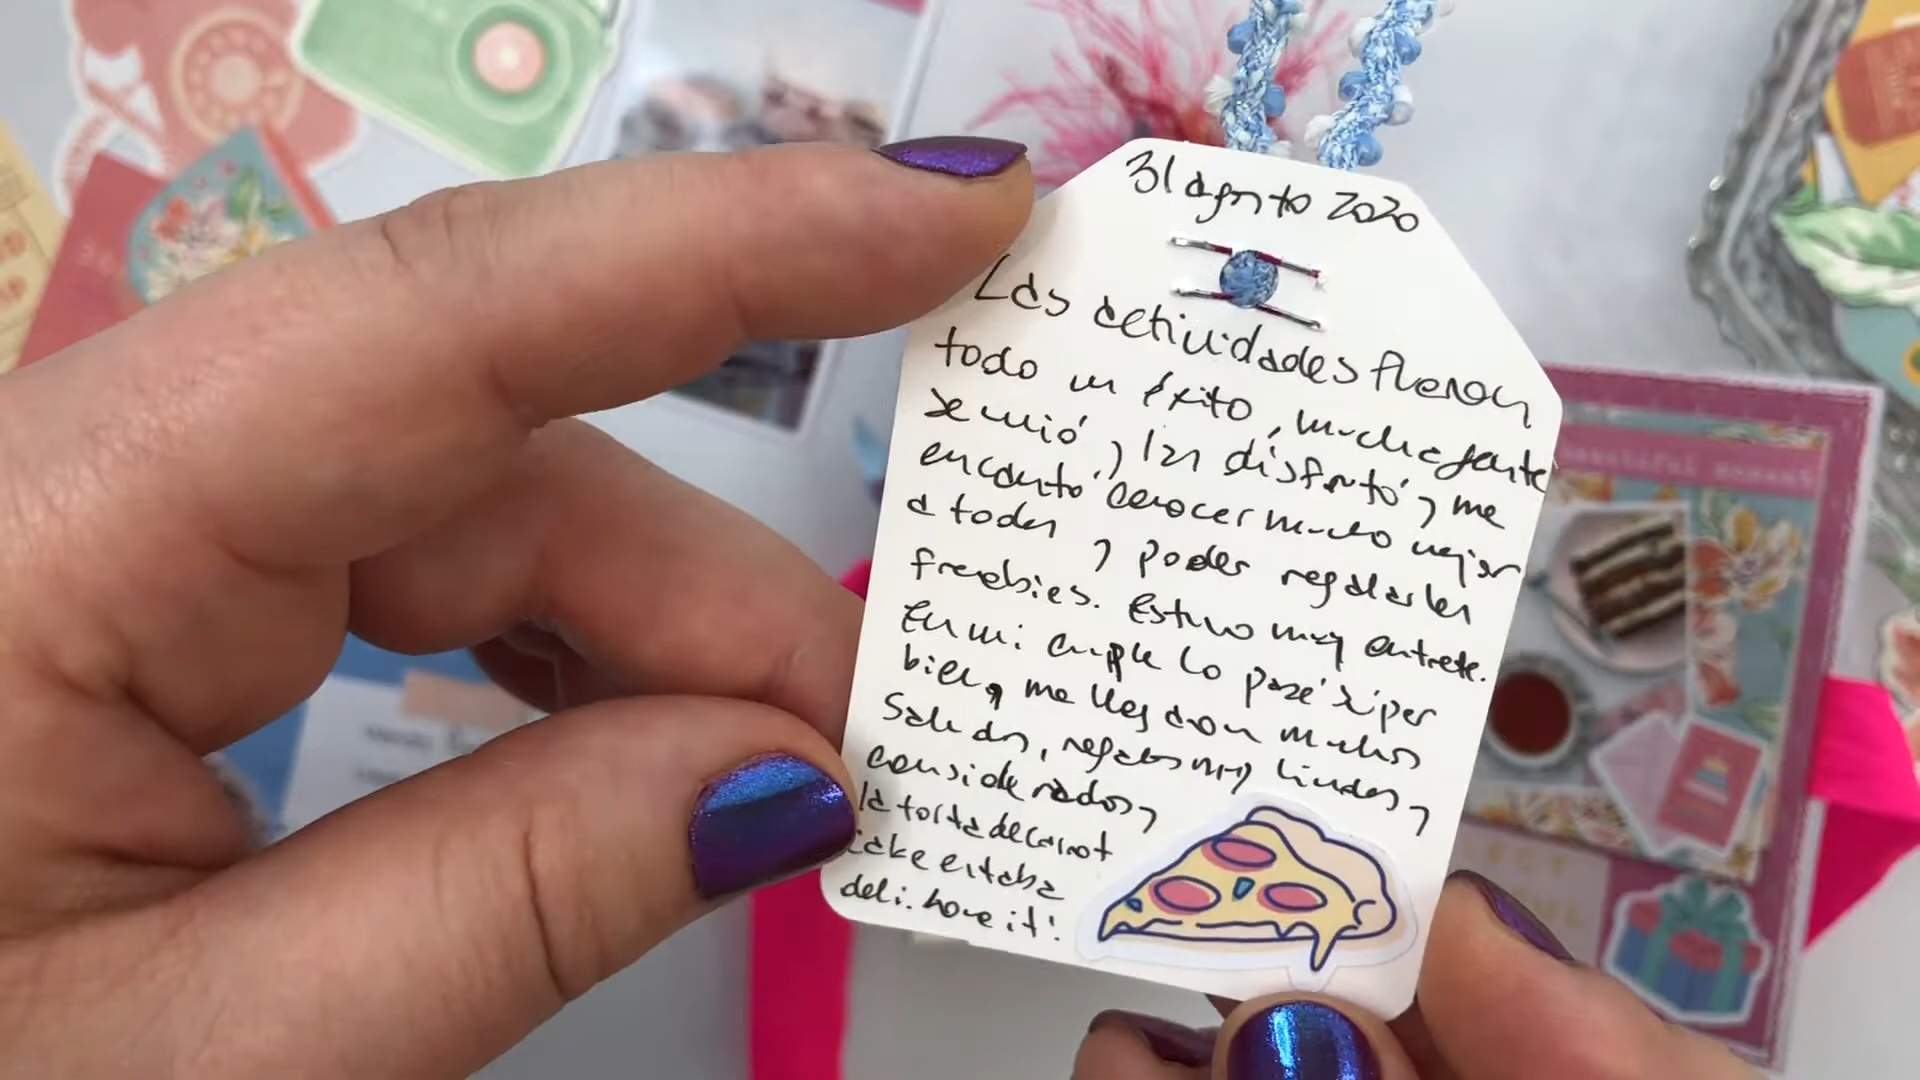 31 agosto 2020
Las actividades fueron
todo un éxito, mucha gente
se unió, y las disfrutó y me
encantó conocer mucho mejor
a todas y poder regalarles
freebies. Estuvo muy entrete.
En mi cumple lo pasé súper
bien, me llegaron muchos
saludos, regalos muy lindos y
considerados y
la torta de carrot
cake estaba
deli. Love it!